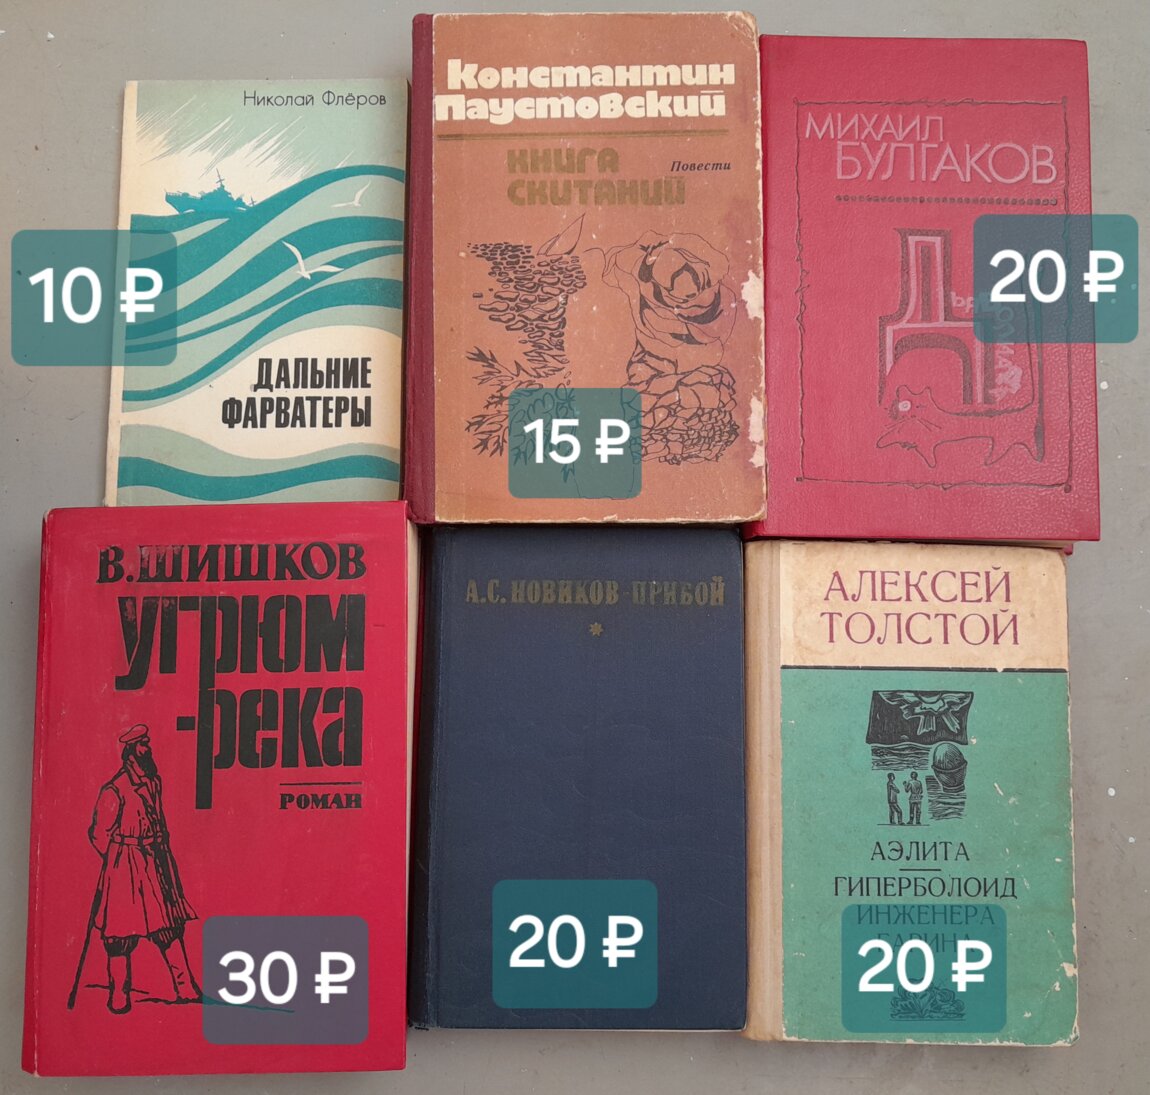 Николай Флёров
ДАЛЬНИЕ
ФАРВАТЕРЫ
10 ₽
Константин
Паустовский
КНИГА
СКИТАНИЙ
Повести
15 ₽
МИХАИЛ
БУЛГАКОВ
20 ₽
В. ШИШКОВ
УГРЮМ
-река
РОМАН
30 ₽
А.С. НОВИКОВ-ПРИБОЙ
20 ₽
АЛЕКСЕЙ
ТОЛСТОЙ
АЭЛИТА
ГИПЕРБОЛОИД
ИНЖЕНЕРА
ГАРИНА
20 ₽